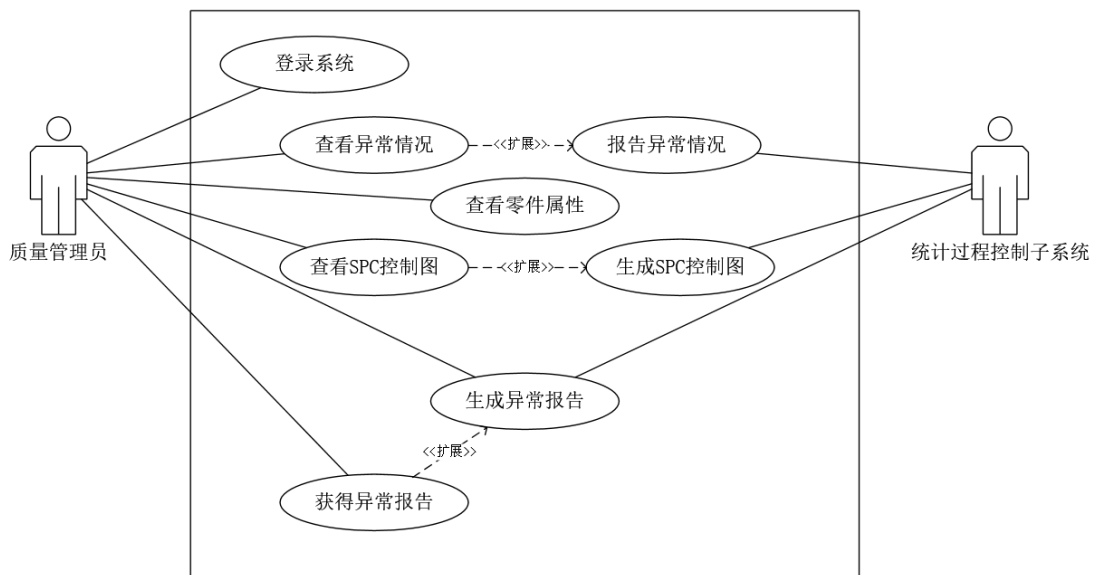 登录系统
查看异常情况
<<扩展>>
报告异常情况
查看零件属性
质量管理员
统计过程控制子系统
查看SPC控制图
<<扩展>>
生成SPC控制图
生成异常报告
<<扩展>>
获得异常报告